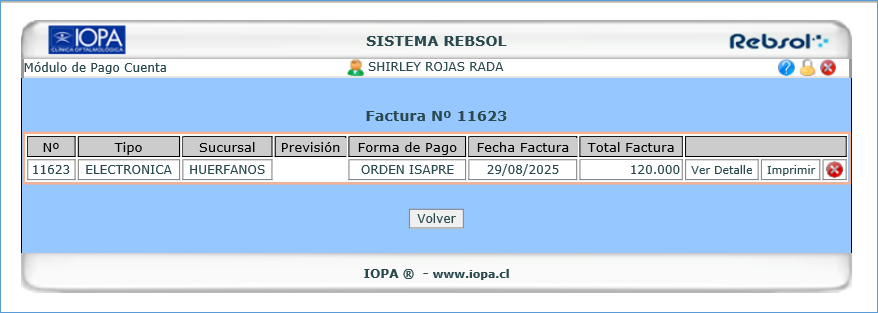 IOPA
CLÍNICA OFTALMOLÓGICA
SISTEMA REBSOL
Rebsol
Módulo de Pago Cuenta
SHIRLEY ROJAS RADA
Factura Nº 11623
Nº Tipo Sucursal Previsión Forma de Pago Fecha Factura Total Factura
11623 ELECTRONICA HUERFANOS ORDEN ISAPRE 29/08/2025 120.000 Ver Detalle Imprimir
Volver
IOPA ® - www.iopa.cl